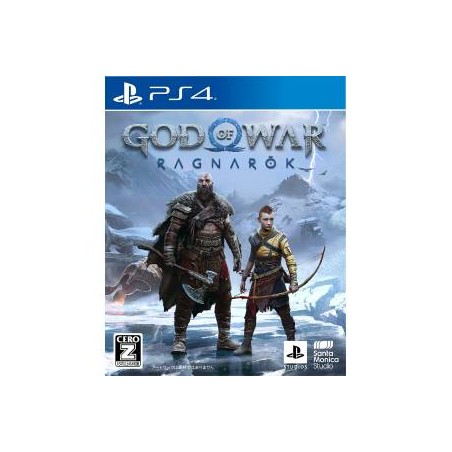 PS4
GOD OF WAR
RAGNARÖK
CERO
Z
STUDIOS
Santa
Monica
Studio